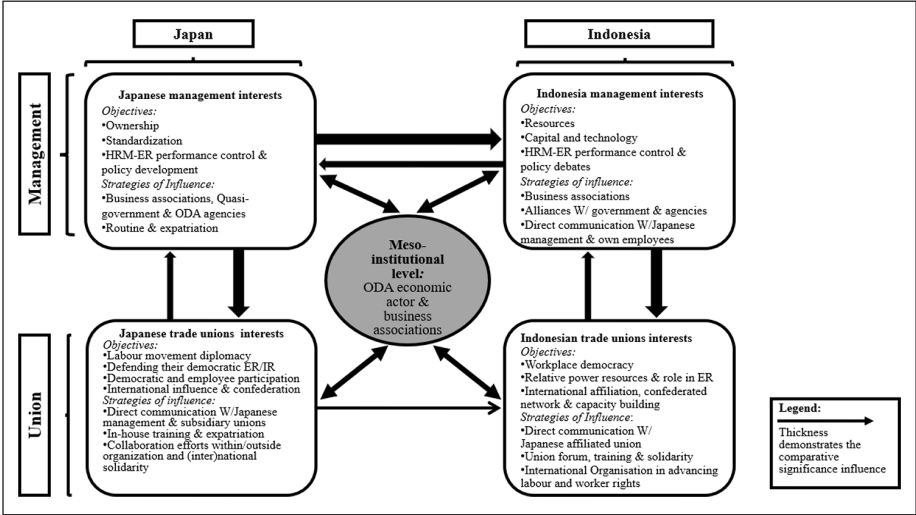 Japan
Indonesia
Management
Japanese management interests
Objectives:
•Ownership
•Standardization
•HRM-ER performance control &
policy development
Strategies of Influence:
•Business associations, Quasi-
government & ODA agencies
•Routine & expatriation
Indonesia management interests
Objectives:
•Resources
•Capital and technology
•HRM-ER performance control &
policy debates
Strategies of influence:
•Business associations
•Alliances W/ government & agencies
•Direct communication W/Japanese
management & own employees
Meso-
institutional
level:
ODA economic
actor &
business
associations
Union
Japanese trade unions interests
Objectives:
•Labour movement diplomacy
•Defending their democratic ER/IR
•Democratic and employee participation
•International influence & confederation
Strategies of influence:
•Direct communication W/Japanese
management & subsidiary unions
•In-house training & expatriation
•Collaboration efforts within/outside
organization and (inter)national
solidarity
Indonesian trade unions interests
Objectives:
•Workplace democracy
•Relative power resources & role in ER
•International affiliation, confederated
network & capacity building
Strategies of Influence:
•Direct communication W/
Japanese affiliated union
•Union forum, training & solidarity
•International Organisation in advancing
labour and worker rights
Legend:
Thickness
demonstrates the
comparative
significance influence